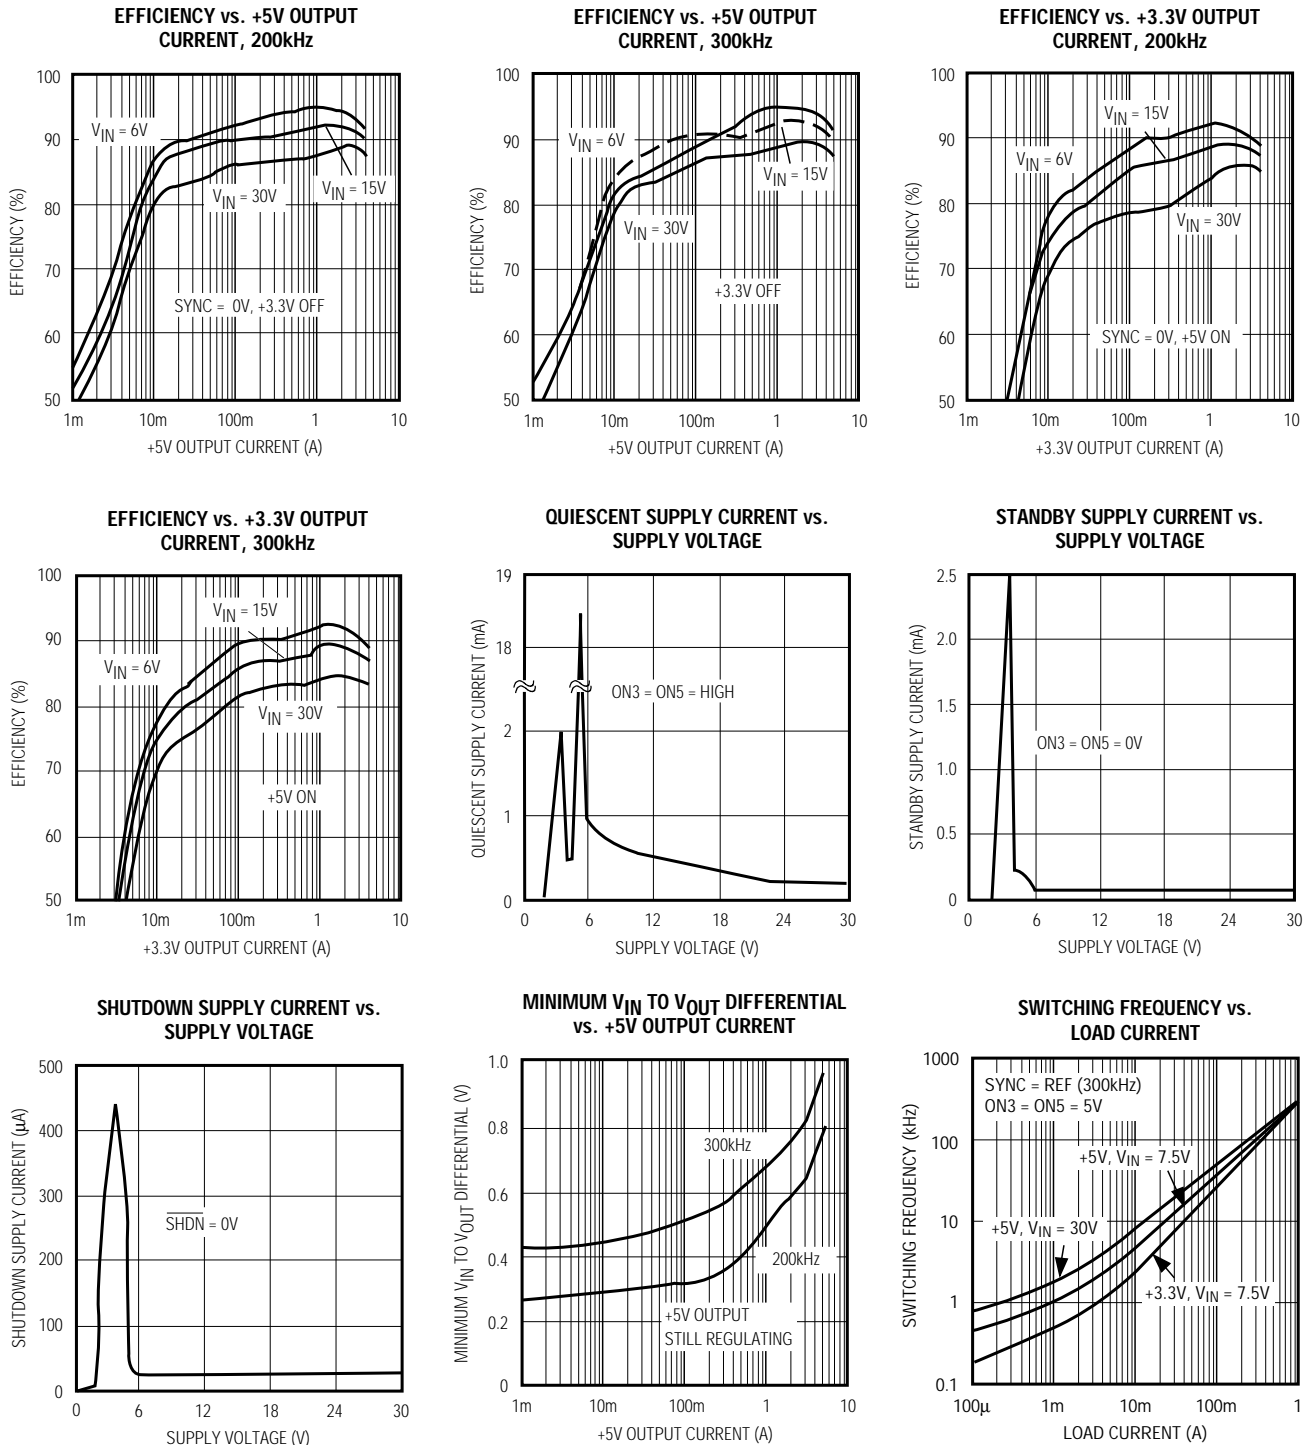 EFFICIENCY vs. +5V OUTPUT
CURRENT, 200kHz
100
90
80
70
60
50
EFFICIENCY (%)
VIN = 6V
VIN = 30V
VIN = 15V
SYNC = 0V, +3.3V OFF
1m 10m 100m 1 10
+5V OUTPUT CURRENT (A)
EFFICIENCY vs. +5V OUTPUT
CURRENT, 300kHz
100
90
80
70
60
50
EFFICIENCY (%)
VIN = 6V
VIN = 15V
VIN = 30V
+3.3V OFF
1m 10m 100m 1 10
+5V OUTPUT CURRENT (A)
EFFICIENCY vs. +3.3V OUTPUT
CURRENT, 200kHz
100
90
80
70
60
50
EFFICIENCY (%)
VIN = 15V
VIN = 6V
VIN = 30V
SYNC = 0V, +5V ON
1m 10m 100m 1 10
+3.3V OUTPUT CURRENT (A)
EFFICIENCY vs. +3.3V OUTPUT
CURRENT, 300kHz
100
90
80
70
60
50
EFFICIENCY (%)
VIN = 15V
VIN = 6V
VIN = 30V
+5V ON
1m 10m 100m 1 10
+3.3V OUTPUT CURRENT (A)
QUIESCENT SUPPLY CURRENT vs.
SUPPLY VOLTAGE
19
18
2
1
0
QUIESCENT SUPPLY CURRENT (mA)
ON3 = ON5 = HIGH
0 6 12 18 24 30
SUPPLY VOLTAGE (V)
STANDBY SUPPLY CURRENT vs.
SUPPLY VOLTAGE
2.5
2.0
1.5
1.0
0.5
0
STANDBY SUPPLY CURRENT (mA)
ON3 = ON5 = 0V
0 6 12 18 24 30
SUPPLY VOLTAGE (V)
SHUTDOWN SUPPLY CURRENT vs.
SUPPLY VOLTAGE
500
400
300
200
100
0
SHUTDOWN SUPPLY CURRENT (µA)
SHDN = 0V
0 6 12 18 24 30
SUPPLY VOLTAGE (V)
MINIMUM VIN TO VOUT DIFFERENTIAL
vs. +5V OUTPUT CURRENT
1.0
0.8
0.6
0.4
0.2
0
MINIMUM VIN TO VOUT DIFFERENTIAL (V)
300kHz
200kHz
+5V OUTPUT
STILL REGULATING
1m 10m 100m 1 10
+5V OUTPUT CURRENT (A)
SWITCHING FREQUENCY vs.
LOAD CURRENT
1000
100
10
1
0.1
SWITCHING FREQUENCY (kHz)
SYNC = REF (300kHz)
ON3 = ON5 = 5V
+5V, VIN = 7.5V
+5V, VIN = 30V
+3.3V, VIN = 7.5V
100µ 1m 10m 100m 1
LOAD CURRENT (A)